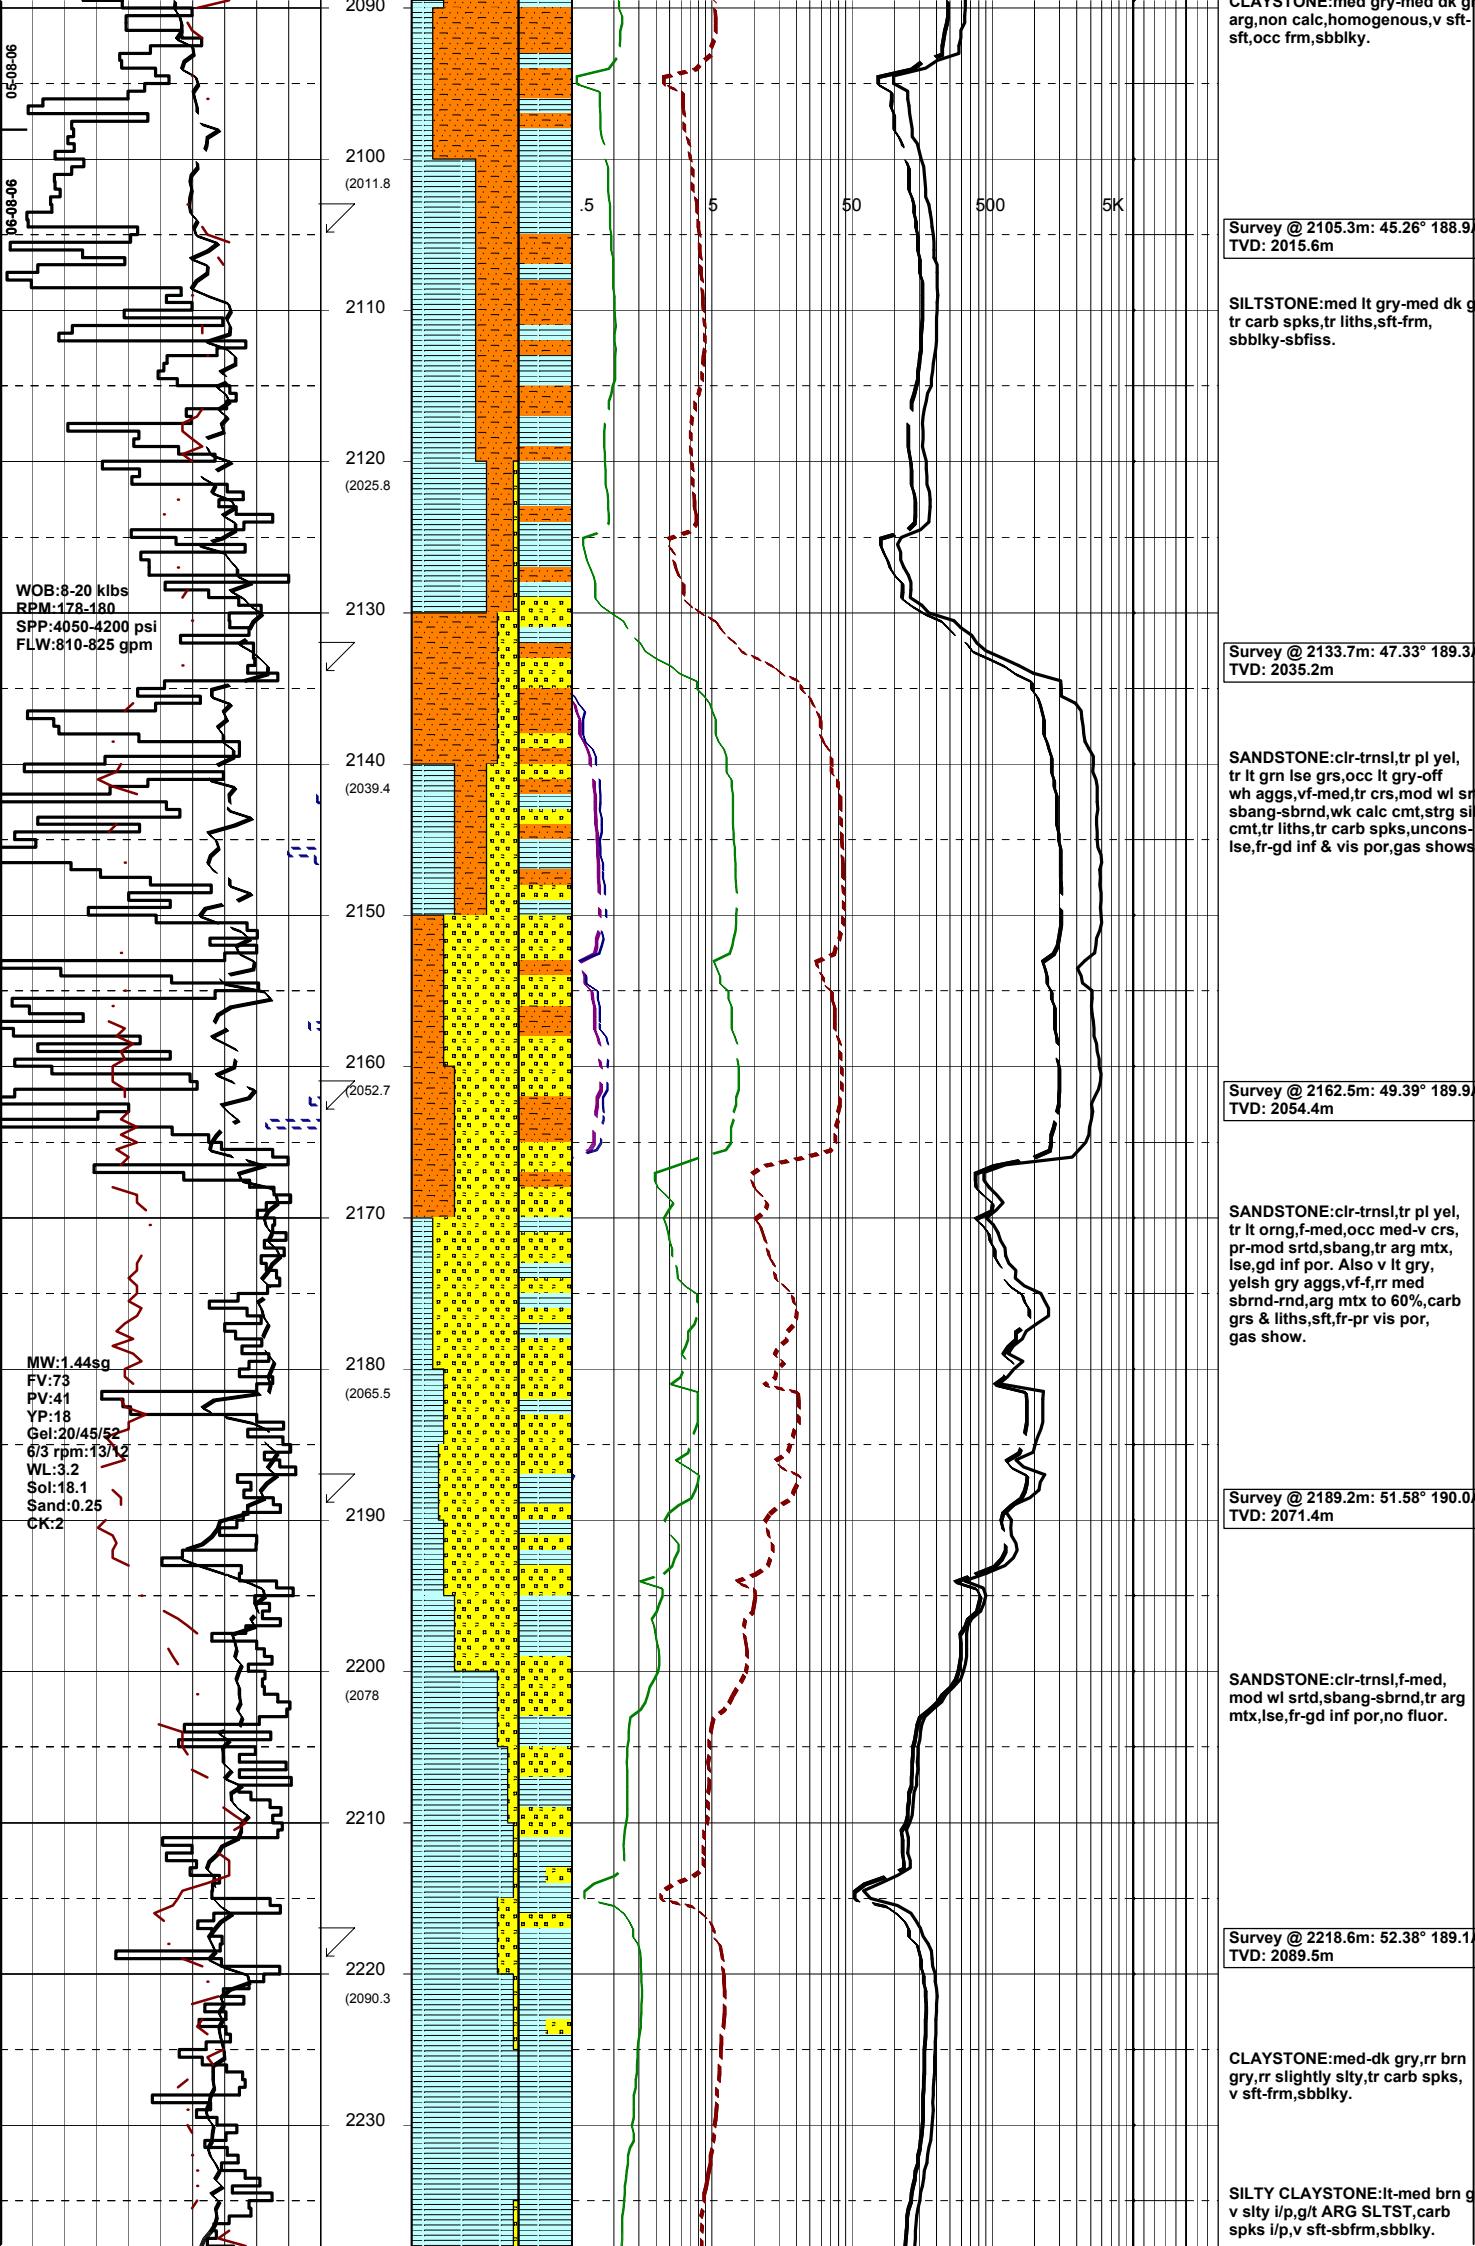 2090
CLAYSTONE:med gry-med dk
arg,non calc,homogenous,v sft-
sft,occ frm,sbblky.
05-08-06
2100
(2011.8
06-08-06
.5 5 50 500 5K
Survey @ 2105.3m: 45.26° 188.9/
TVD: 2015.6m
2110
SILTSTONE:med lt gry-med dk
tr carb spks,tr liths,sft-frm,
sbblky-sbfiss.
2120
(2025.8
WOB:8-20 klbs
RPM:178-180
SPP:4050-4200 psi
FLW:810-825 gpm
2130
Survey @ 2133.7m: 47.33° 189.3/
TVD: 2035.2m
2140
(2039.4
SANDSTONE:clr-trnsl,tr pl yel,
tr lt grn lse grs,occ lt gry-off
wh aggs,vf-med,tr crs,mod wl sr
sbang-sbrnd,wk calc cmt,strg sil
cmt,tr liths,tr carb spks,uncons-
lse,fr-gd inf & vis por,gas shows
2150
2160
(2052.7
Survey @ 2162.5m: 49.39° 189.9/
TVD: 2054.4m
2170
SANDSTONE:clr-trnsl,tr pl yel,
tr lt orng,f-med,occ med-v crs,
pr-mod srtd,sbang,tr arg mtx,
lse,gd inf por. Also v lt gry,
yelsh gry aggs,vf-f,rr med
sbrnd-rnd,arg mtx to 60%,carb
grs & liths,sft,fr-pr vis por,
gas show.
2180
(2065.5
MW:1.44sg
FV:73
PV:41
YP:18
Gel:20/45/52
6/3 rpm:13/12
WL:3.2
Sol:18.1
Sand:0.25
CK:2
2190
Survey @ 2189.2m: 51.58° 190.0/
TVD: 2071.4m
2200
(2078
SANDSTONE:clr-trnsl,f-med,
mod wl srtd,sbang-sbrnd,tr arg
mtx,lse,fr-gd inf por,no fluor.
2210
2220
(2090.3
Survey @ 2218.6m: 52.38° 189.1/
TVD: 2089.5m
CLAYSTONE:med-dk gry,rr brn
gry,rr slightly slty,tr carb spks,
v sft-frm,sbblky.
2230
SILTY CLAYSTONE:lt-med brn g
v slty i/p,g/t ARG SLTST,carb
spks i/p,v sft-sbfrm,sbblky.